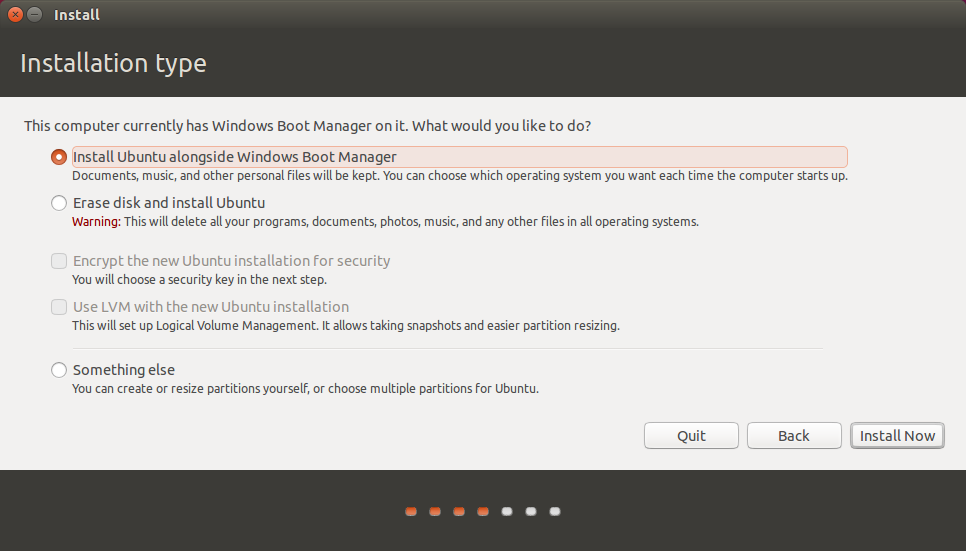 Install
Installation type
This computer currently has Windows Boot Manager on it. What would you like to do?
Install Ubuntu alongside Windows Boot Manager
Documents, music, and other personal files will be kept. You can choose which operating system you want each time the computer starts up.
Erase disk and install Ubuntu
Warning: This will delete all your programs, documents, photos, music, and any other files in all operating systems.
Encrypt the new Ubuntu installation for security
You will choose a security key in the next step.
Use LVM with the new Ubuntu installation
This will set up Logical Volume Management. It allows taking snapshots and easier partition resizing.
Something else
You can create or resize partitions yourself, or choose multiple partitions for Ubuntu.
Quit Back Install Now